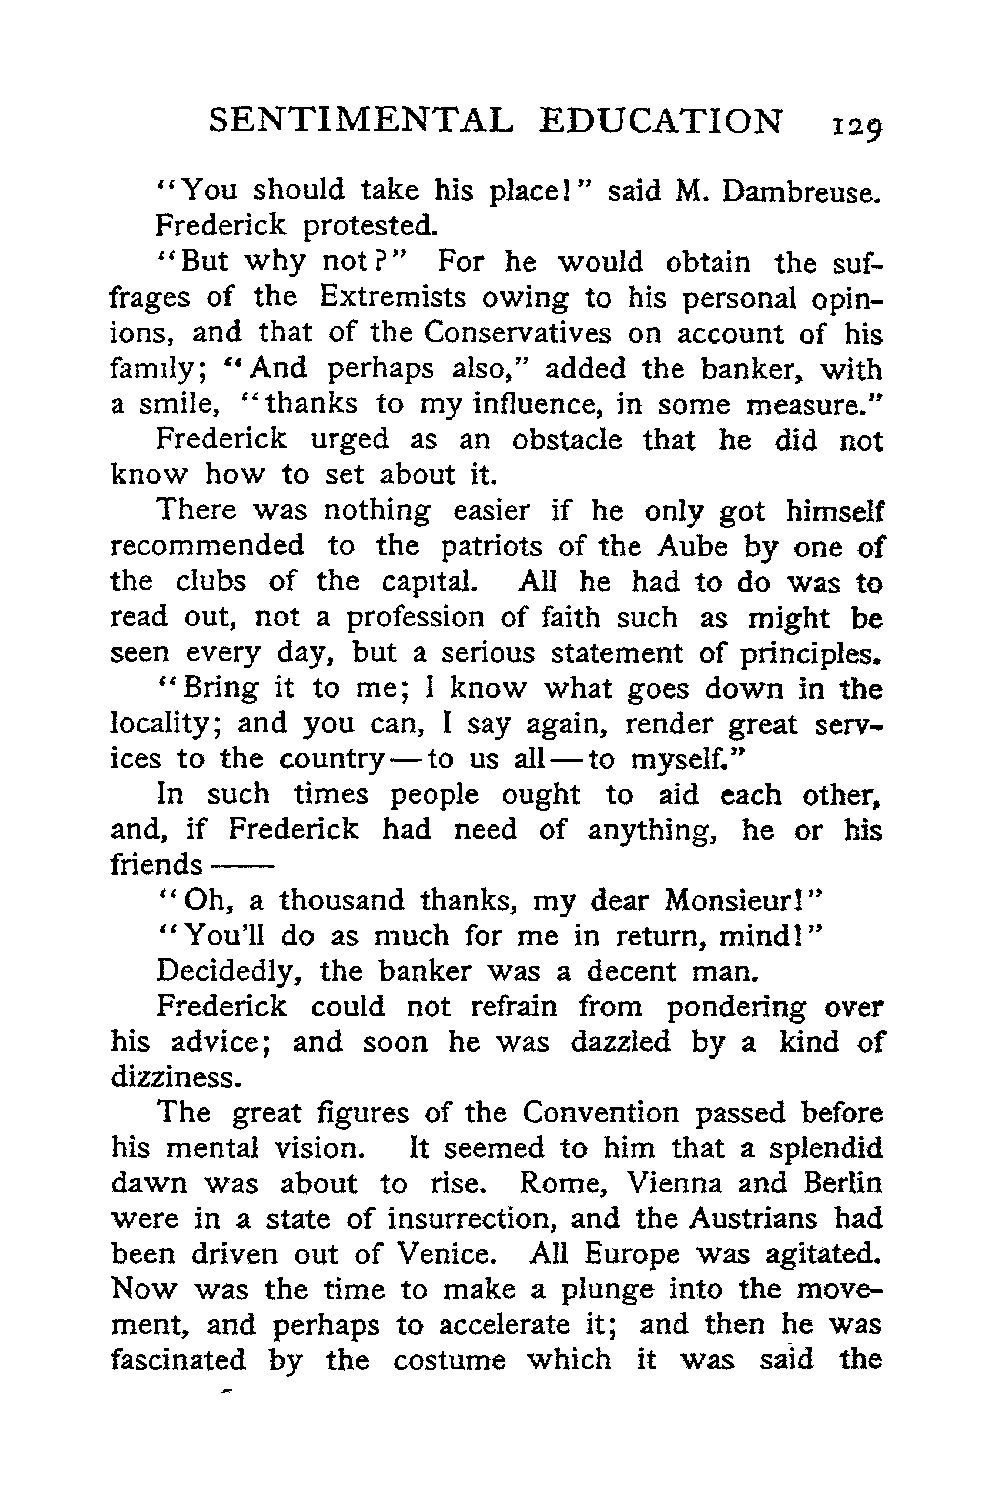 SENTIMENTAL EDUCATION 129
"You should take his place!" said M. Dambreuse.
Frederick protested.
"But why not?" For he would obtain the suf-
frages of the Extremists owing to his personal opin-
ions, and that of the Conservatives on account of his
family; "And perhaps also," added the banker, with
a smile, "thanks to my influence, in some measure."
Frederick urged as an obstacle that he did not
know how to set about it.
There was nothing easier if he only got himself
recommended to the patriots of the Aube by one of
the clubs of the capital. All he had to do was to
read out, not a profession of faith such as might be
seen every day, but a serious statement of principles.
"Bring it to me; I know what goes down in the
locality; and you can, I say again, render great serv-
ices to the country—to us all—to myself."
In such times people ought to aid each other,
and, if Frederick had need of anything, he or his
friends ——
"Oh, a thousand thanks, my dear Monsieur!"
"You'll do as much for me in return, mind!"
Decidedly, the banker was a decent man.
Frederick could not refrain from pondering over
his advice; and soon he was dazzled by a kind of
dizziness.
The great figures of the Convention passed before
his mental vision. It seemed to him that a splendid
dawn was about to rise. Rome, Vienna and Berlin
were in a state of insurrection, and the Austrians had
been driven out of Venice. All Europe was agitated.
Now was the time to make a plunge into the move-
ment, and perhaps to accelerate it; and then he was
fascinated by the costume which it was said the